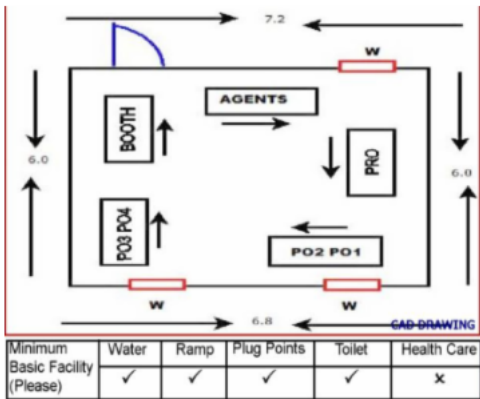 7.2
W
AGENTS
BOOTH
PRO
6.0
6.0
PO3 PO4
PO2 PO1
W
W
6.8
CAD DRAWING
Minimum Basic Facility (Please) Water Ramp Plug Points Toilet Health Care
✓ ✓ ✓ ✓ x